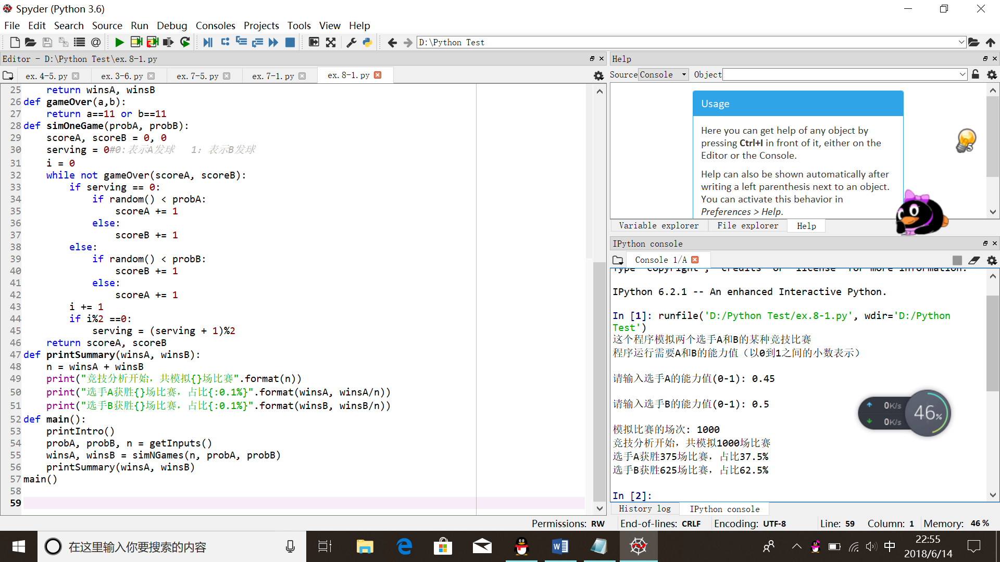 Spyder (Python 3.6)
File Edit Search Source Run Debug Consoles Projects Tools View Help
D:\Python Test
Editor - D:\Python Test\ex.8-1.py
ex.4-5.py ex.3-6.py ex.7-5.py ex.7-1.py ex.8-1.py
25     return winsA, winsB
26 def gameOver(a,b):
27     return a==11 or b==11
28 def simOneGame(probA, probB):
29     scoreA, scoreB = 0, 0
30     serving = 0#0:表示A发球   1: 表示B发球
31     i = 0
32     while not gameOver(scoreA, scoreB):
33         if serving == 0:
34             if random() < probA:
35                 scoreA += 1
36             else:
37                 scoreB += 1
38         else:
39             if random() < probB:
40                 scoreB += 1
41             else:
42                 scoreA += 1
43         i += 1
44         if i%2 ==0:
45             serving = (serving + 1)%2
46     return scoreA, scoreB
47 def printSummary(winsA, winsB):
48     n = winsA + winsB
49     print("竞技分析开始，共模拟{}场比赛".format(n))
50     print("选手A获胜{}场比赛，占比{:0.1%}".format(winsA, winsA/n))
51     print("选手B获胜{}场比赛，占比{:0.1%}".format(winsB, winsB/n))
52 def main():
53     printIntro()
54     probA, probB, n = getInputs()
55     winsA, winsB = simNGames(n, probA, probB)
56     printSummary(winsA, winsB)
57 main()
58
59
Help
Source Console Object
Usage
Here you can get help of any object by
pressing Ctrl+I in front of it, either on the
Editor or the Console.
Help can also be shown automatically after
writing a left parenthesis next to an object.
You can activate this behavior in
Preferences > Help.
Variable explorer File explorer Help
IPython console
Console 1/A
Type "copyright", "credits" or "license" for more information.
IPython 6.2.1 -- An enhanced Interactive Python.
In [1]: runfile('D:/Python Test/ex.8-1.py', wdir='D:/Python
Test')
这个程序模拟两个选手A和B的某种竞技比赛
程序运行需要A和B的能力值（以0到1之间的小数表示）
请输入选手A的能力值(0-1): 0.45
请输入选手B的能力值(0-1): 0.5
模拟比赛的场次: 1000
竞技分析开始，共模拟1000场比赛
选手A获胜375场比赛，占比37.5%
选手B获胜625场比赛，占比62.5%
In [2]:
0K/s
0K/s
46%
History log IPython console
Permissions: RW End-of-lines: CRLF Encoding: UTF-8 Line: 59 Column: 1 Memory: 46 %
在这里输入你要搜索的内容
中
22:55
2018/6/14